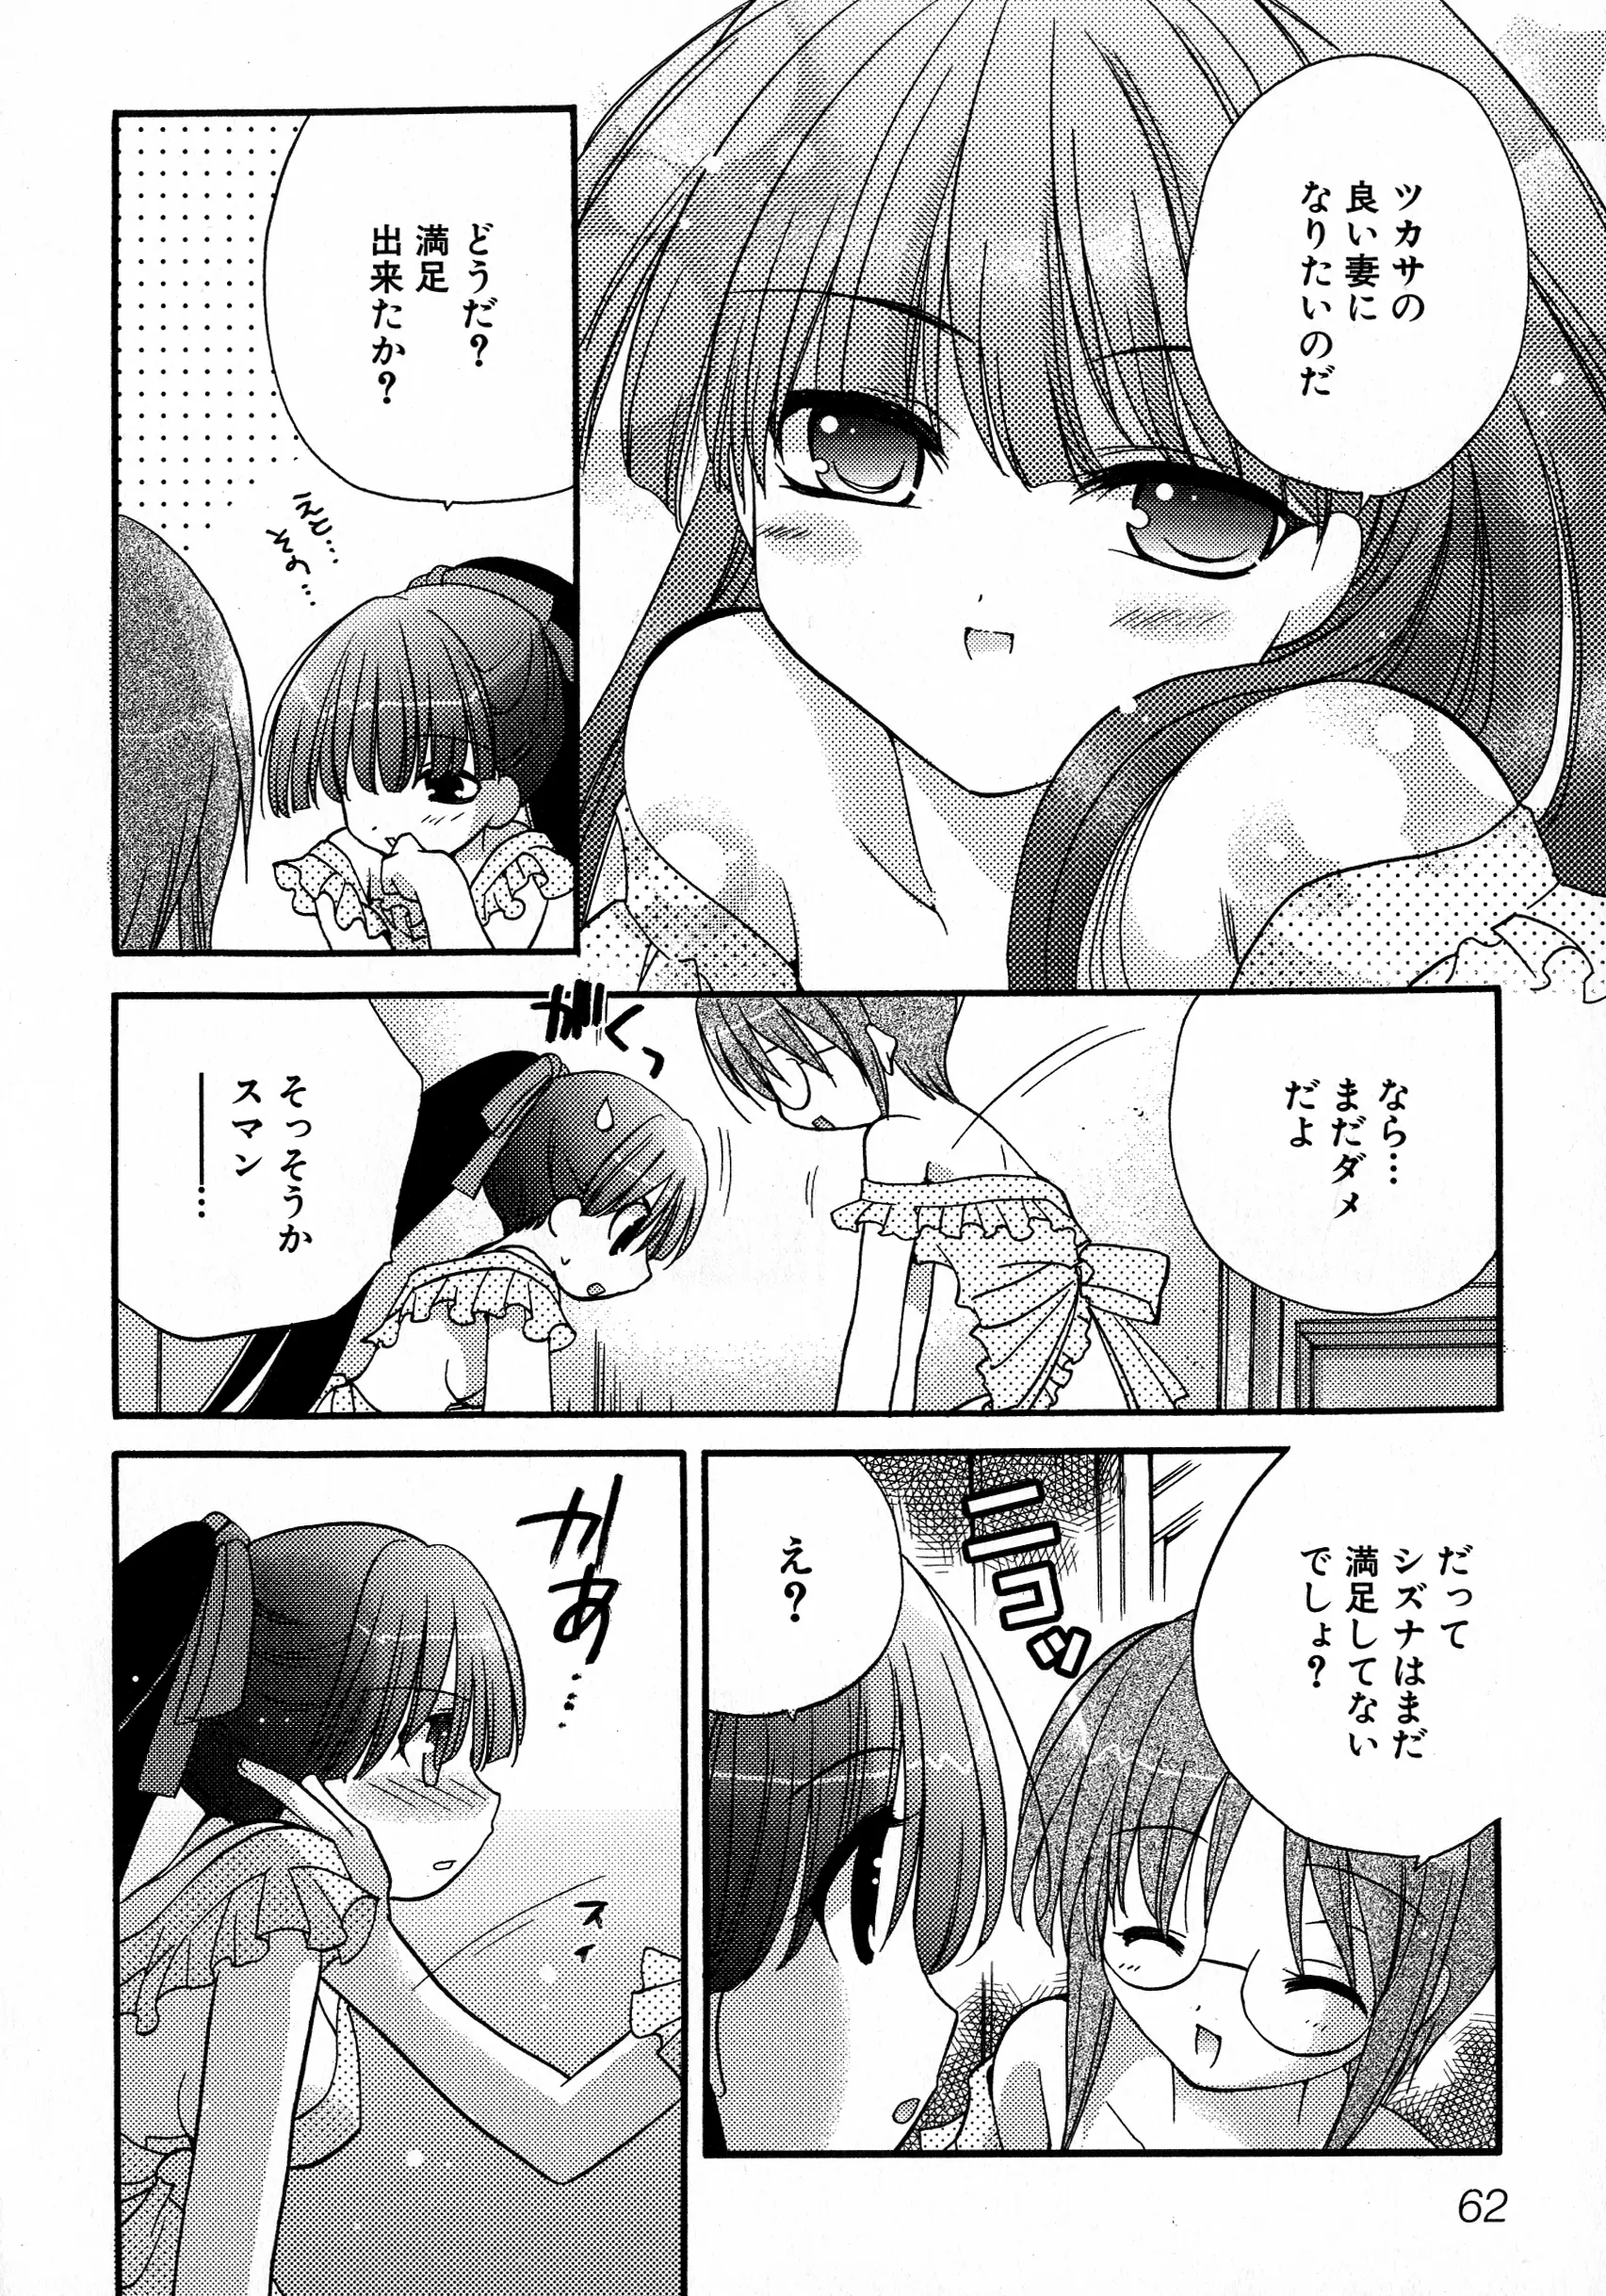 ツカサの
良い妻に
なりたいのだ
どうだ？
満足
出来たか？
えと…
その…
なら…
まだダメ
だよ
がくっ
そっそうか
スマン
――…
だって
シズナはまだ
満足してない
でしょ？
ニコッ
え？
かあ…
スイ
62